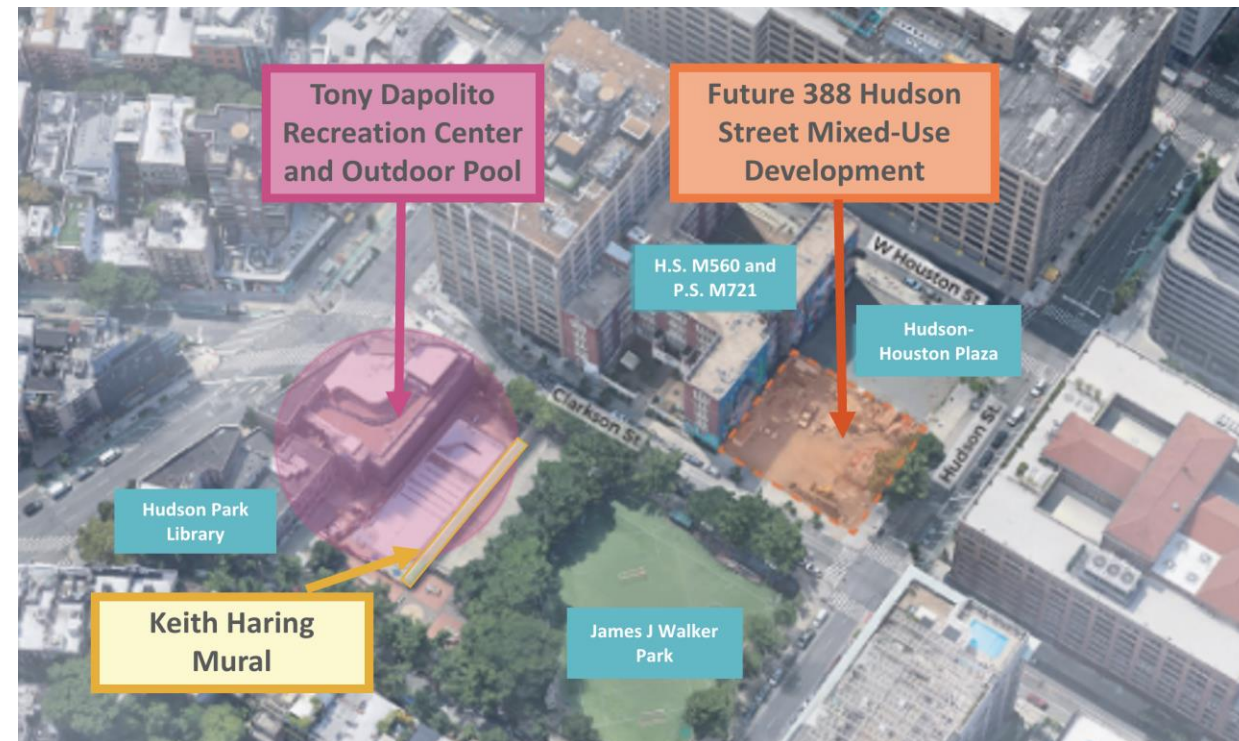 Tony Dapolito
Recreation Center
and Outdoor Pool
Future 388 Hudson
Street Mixed-Use
Development
H.S. M560 and
P.S. M721
W Houston St
Hudson-
Houston Plaza
Clarkson St
Hudson St
Hudson Park
Library
Keith Haring
Mural
James J Walker
Park